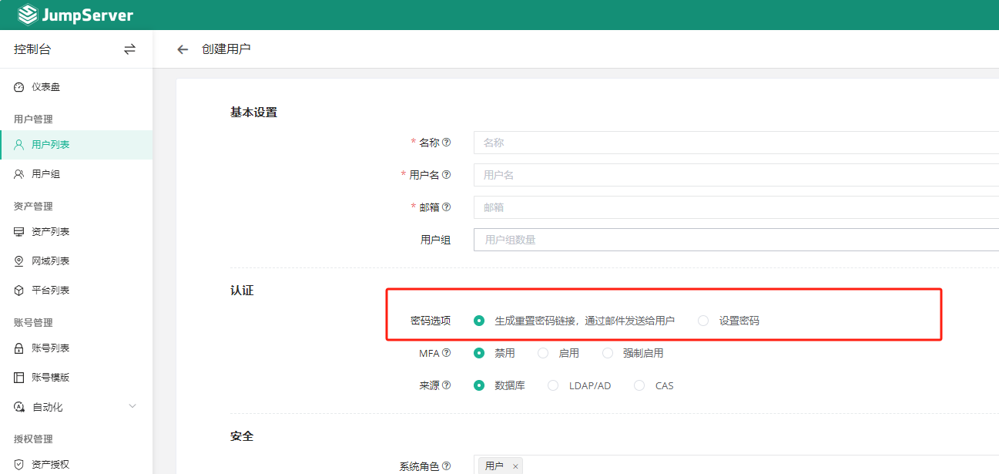 JumpServer
控制台
创建用户
仪表盘
用户管理
用户列表
用户组
资产管理
资产列表
网域列表
平台列表
账号管理
账号列表
账号模版
自动化
授权管理
资产授权
基本设置
* 名称 名称
* 用户名 用户名
* 邮箱 邮箱
用户组 用户组数量
认证
密码选项 生成重置密码链接，通过邮件发送给用户 设置密码
MFA 禁用 启用 强制启用
来源 数据库 LDAP/AD CAS
安全
系统角色 用户 ×